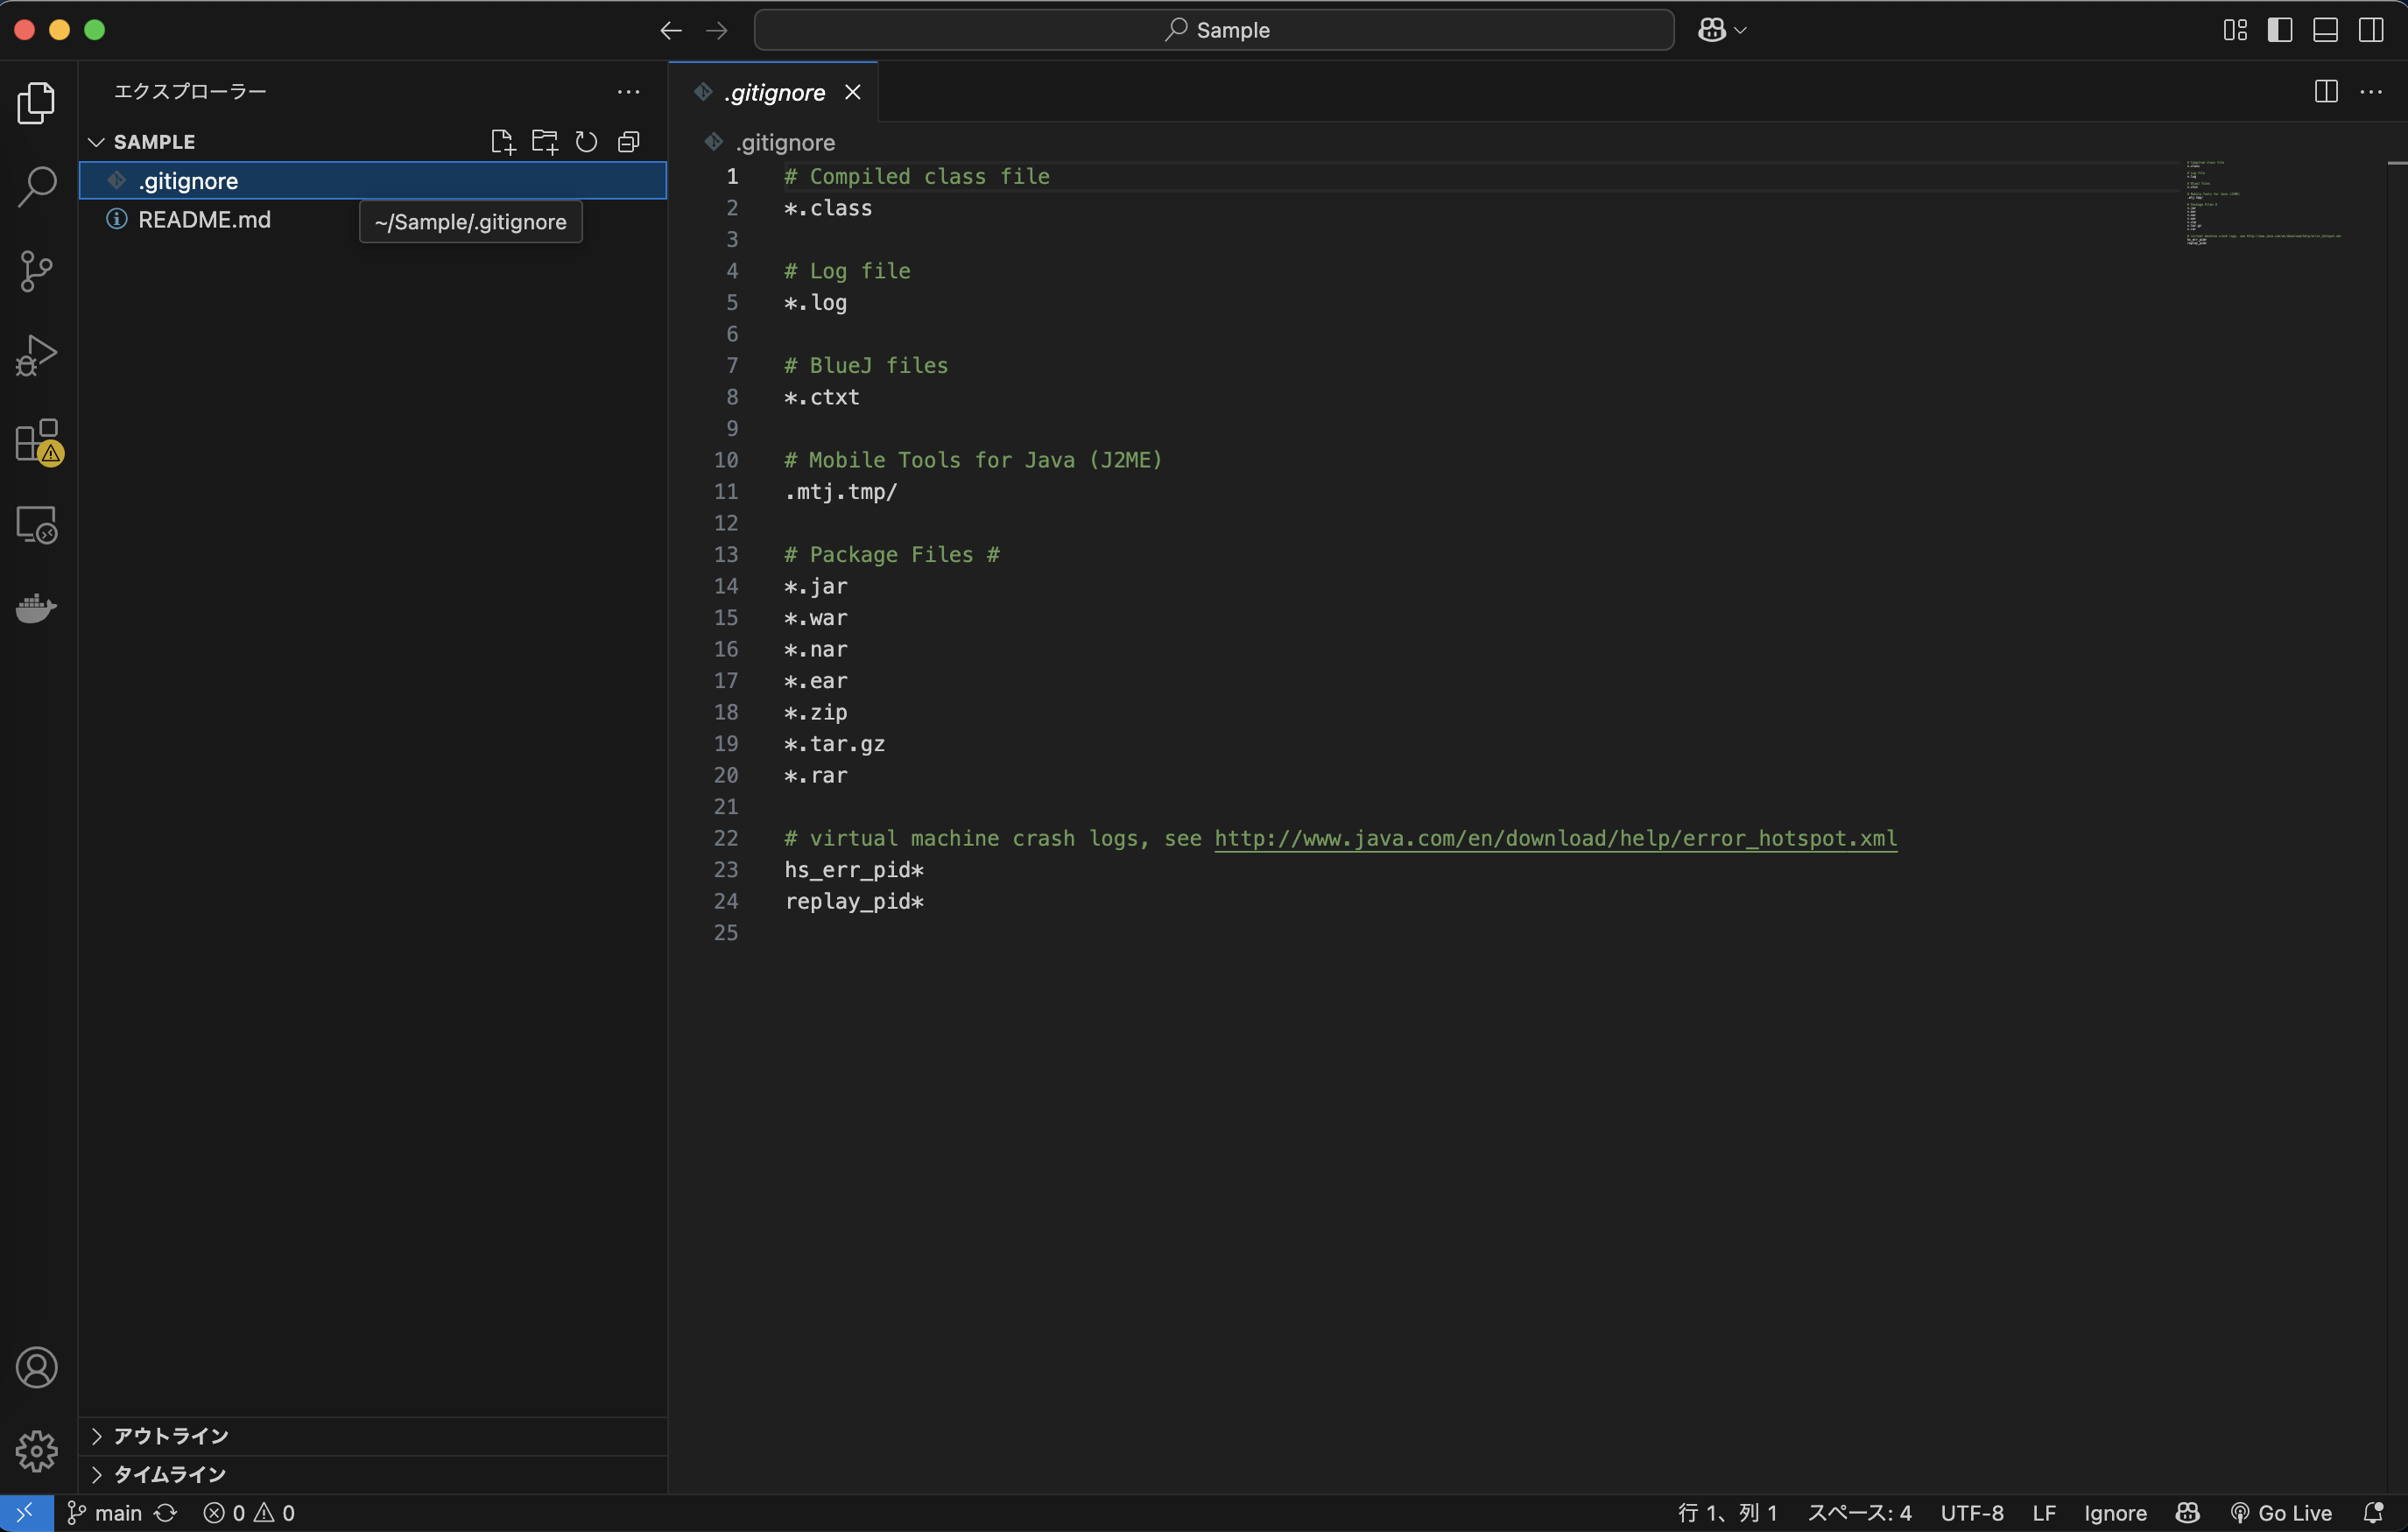 Sample
エクスプローラー
SAMPLE
.gitignore
README.md
~/Sample/.gitignore
.gitignore
.gitignore
1 # Compiled class file
2 *.class
3
4 # Log file
5 *.log
6
7 # BlueJ files
8 *.ctxt
9
10 # Mobile Tools for Java (J2ME)
11 .mtj.tmp/
12
13 # Package Files #
14 *.jar
15 *.war
16 *.nar
17 *.ear
18 *.zip
19 *.tar.gz
20 *.rar
21
22 # virtual machine crash logs, see http://www.java.com/en/download/help/error_hotspot.xml
23 hs_err_pid*
24 replay_pid*
25
アウトライン
タイムライン
main 0 0 行 1、列 1 スペース: 4 UTF-8 LF Ignore Go Live